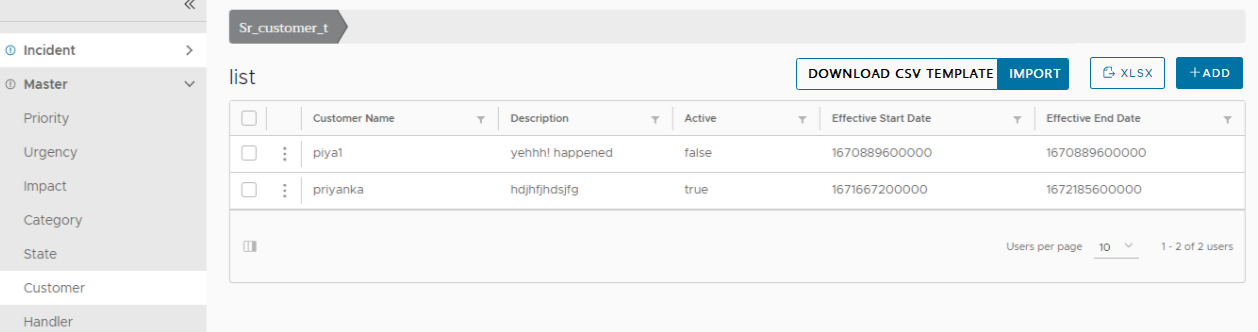 Sr_customer_t
Incident
Master
Priority
Urgency
Impact
Category
State
Customer
Handler
list
DOWNLOAD CSV TEMPLATE IMPORT XLSX +ADD
Customer Name Description Active Effective Start Date Effective End Date
piya1 yehhh! happened false 1670889600000 1670889600000
priyanka hdjhfjhdsjfg true 1671667200000 1672185600000
Users per page 10 1 - 2 of 2 users